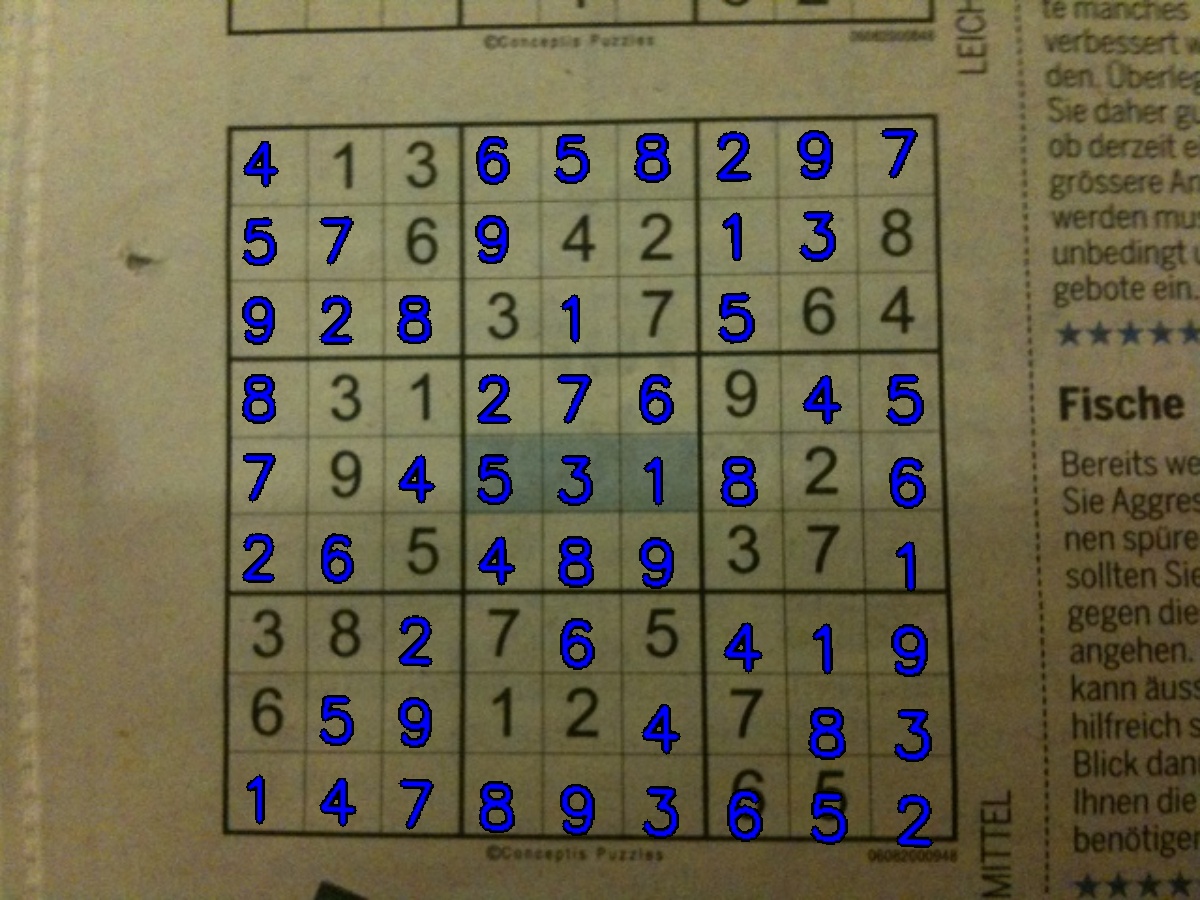 ©Conceptis Puzzles 06082000848
LEICH
4 1 3 6 5 8 2 9 7
5 7 6 9 4 2 1 3 8
9 2 8 3 1 7 5 6 4
8 3 1 2 7 6 9 4 5
7 9 4 5 3 1 8 2 6
2 6 5 4 8 9 3 7 1
3 8 2 7 6 5 4 1 9
6 5 9 1 2 4 7 8 3
1 4 7 8 9 3 6 5 2
©Conceptis Puzzles 06082000948
MITTEL
te manches
verbessert w
den. Überleg
Sie daher gu
ob derzeit e
grössere An
werden mu
unbedingt u
gebote ein.
★★★★★
Fische
Bereits we
Sie Aggres
nen spüre
sollten Sie
gegen die
angehen.
kann äuss
hilfreich s
Blick dan
Ihnen die
benötiger
★★★★